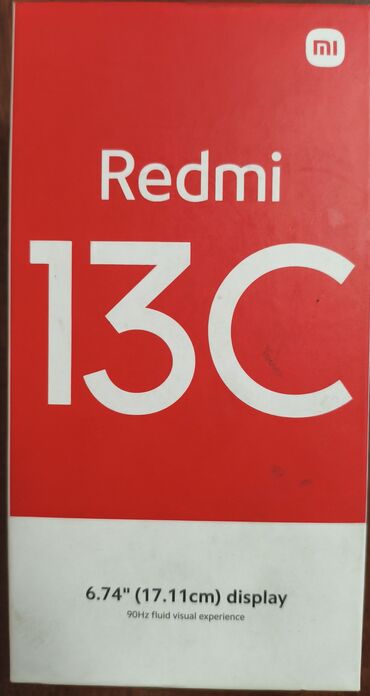 mi
Redmi
13C
6.74" (17.11cm) display
90Hz fluid visual experience